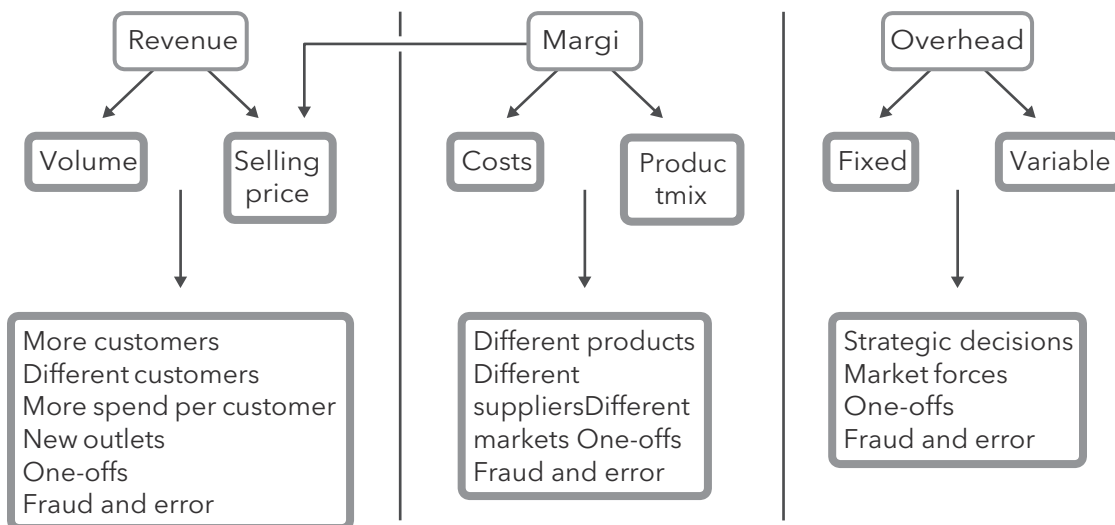 Revenue
Margi
Overhead
Volume
Selling
price
Costs
Produc
tmix
Fixed
Variable
More customers
Different customers
More spend per customer
New outlets
One-offs
Fraud and error
Different products
Different
suppliersDifferent
markets One-offs
Fraud and error
Strategic decisions
Market forces
One-offs
Fraud and error